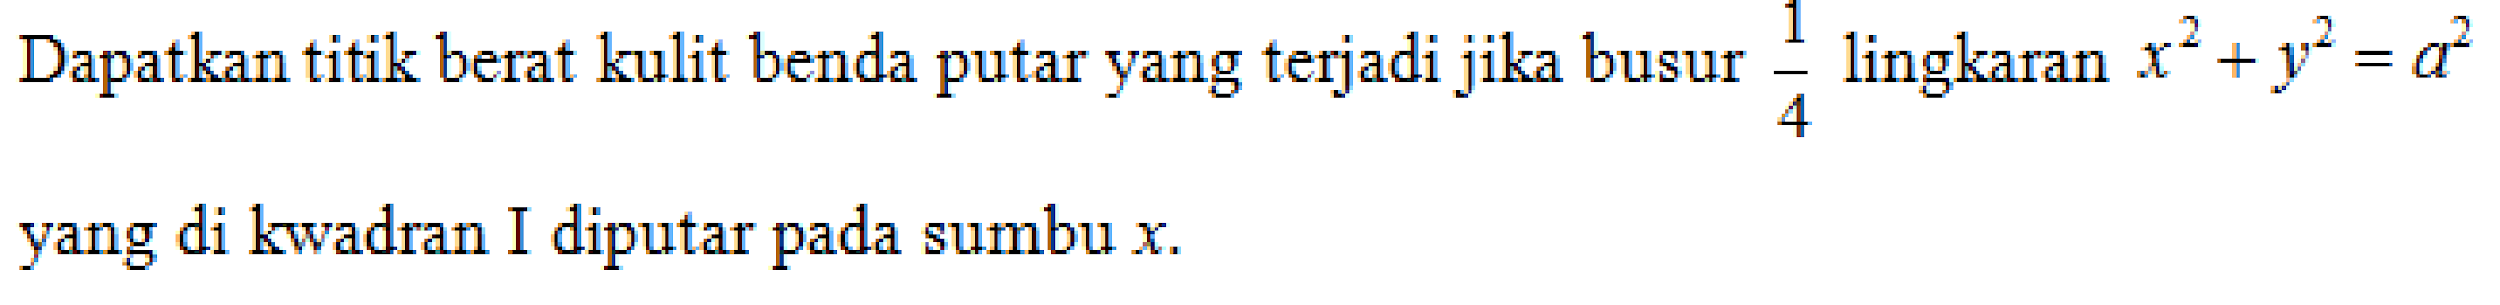 Dapatkan titik berat kulit benda putar yang terjadi jika busur 1/4 lingkaran x² + y² = a²
yang di kwadran I diputar pada sumbu x.